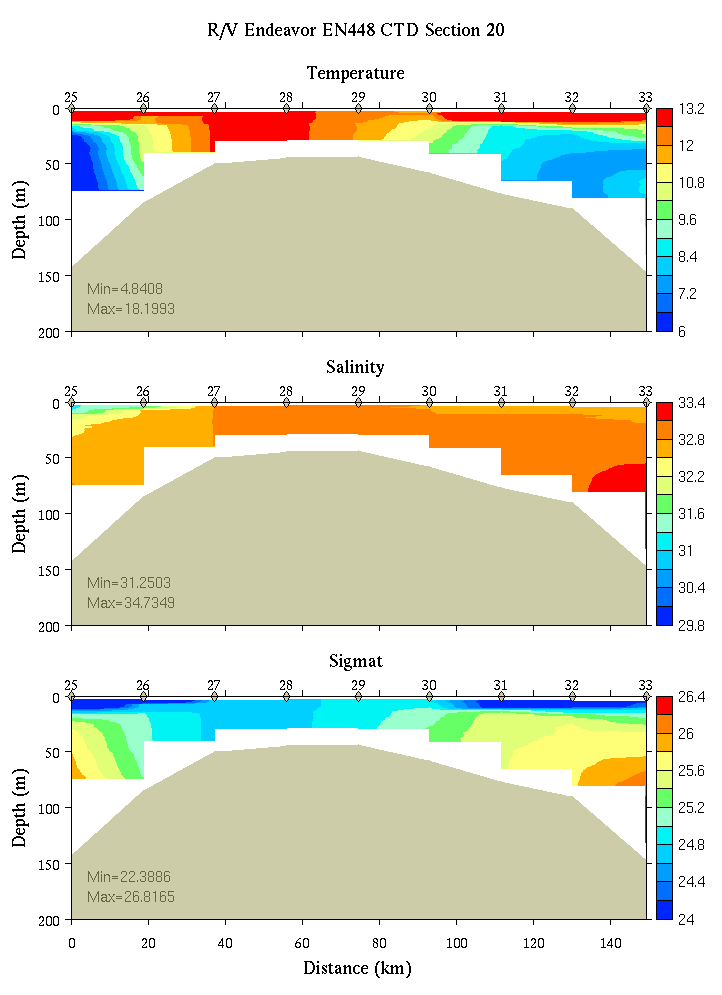 R/V Endeavor EN448 CTD Section 20
Temperature
25 26 27 28 29 30 31 32 33
0
50
100
150
200
Depth (m)
Min=4.8408
Max=18.1993
13.2
12
10.8
9.6
8.4
7.2
6
Salinity
25 26 27 28 29 30 31 32 33
0
50
100
150
200
Depth (m)
Min=31.2503
Max=34.7349
33.4
32.8
32.2
31.6
31
30.4
29.8
Sigmat
25 26 27 28 29 30 31 32 33
0
50
100
150
200
Depth (m)
Min=22.3886
Max=26.8165
26.4
26
25.6
25.2
24.8
24.4
24
0 20 40 60 80 100 120 140
Distance (km)